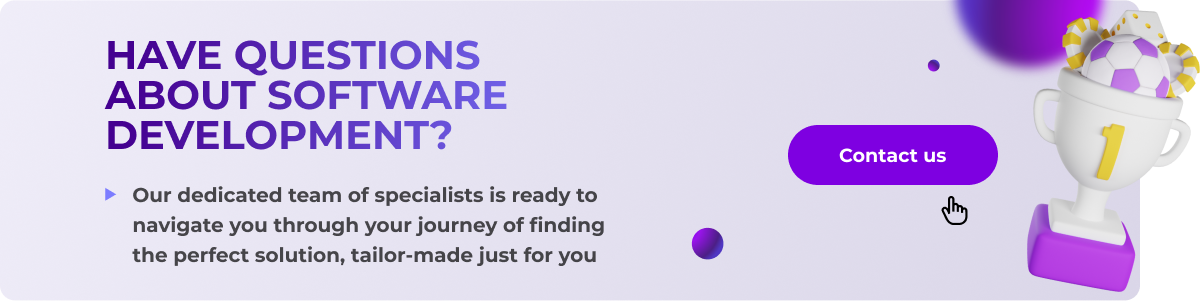 HAVE QUESTIONS
ABOUT SOFTWARE
DEVELOPMENT?
Our dedicated team of specialists is ready to
navigate you through your journey of finding
the perfect solution, tailor-made just for you
Contact us
1